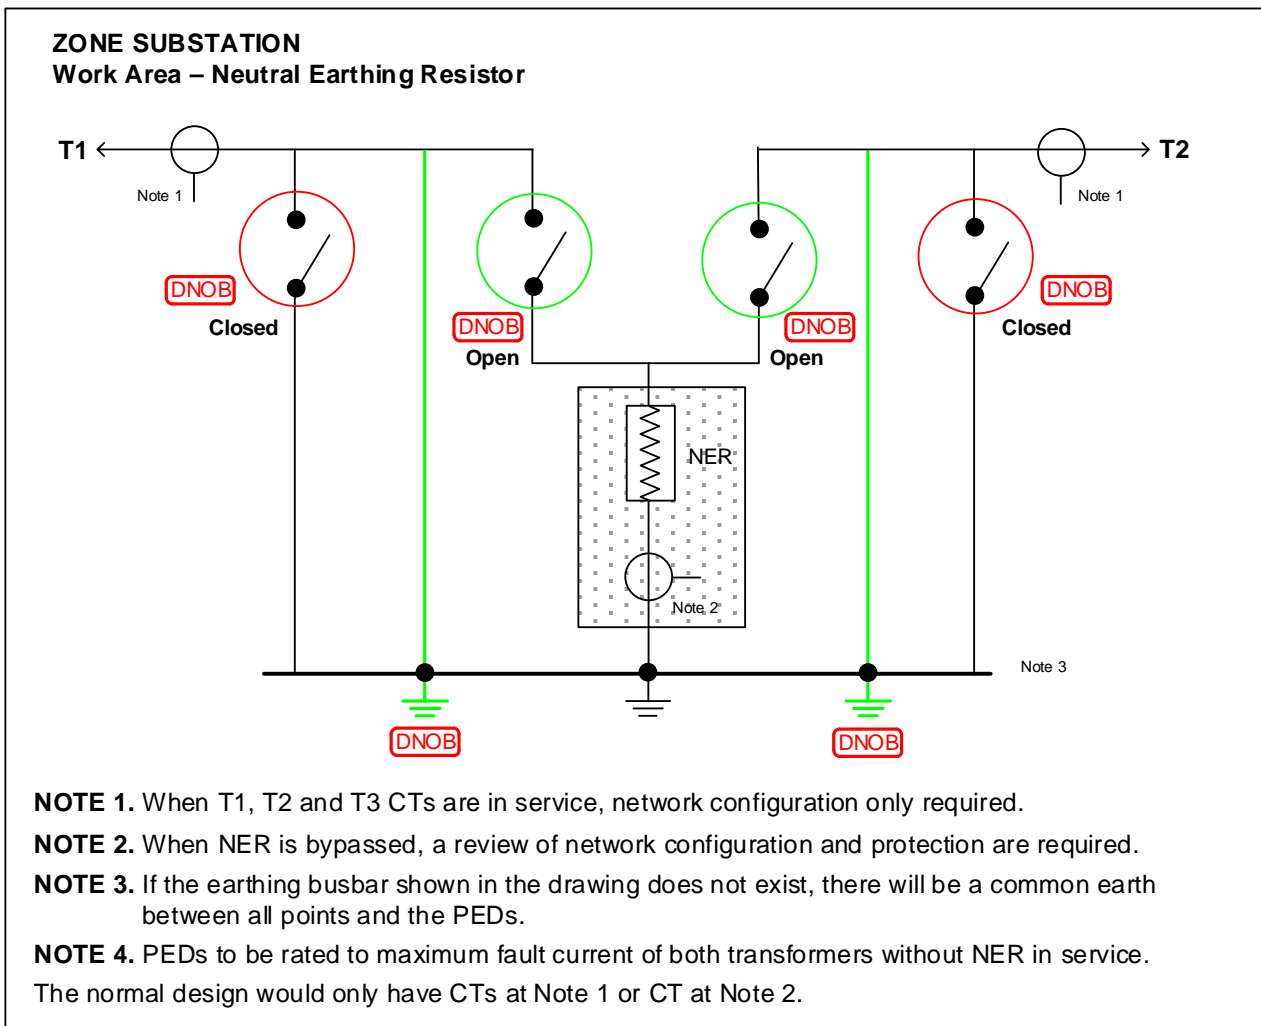 ZONE SUBSTATION
Work Area – Neutral Earthing Resistor
T1
T2
Note 1
Note 1
DNOB
DNOB
Closed
Closed
DNOB
DNOB
Open
Open
NER
Note 2
Note 3
DNOB
DNOB
NOTE 1. When T1, T2 and T3 CTs are in service, network configuration only required.
NOTE 2. When NER is bypassed, a review of network configuration and protection are required.
NOTE 3. If the earthing busbar shown in the drawing does not exist, there will be a common earth
between all points and the PEDs.
NOTE 4. PEDs to be rated to maximum fault current of both transformers without NER in service.
The normal design would only have CTs at Note 1 or CT at Note 2.